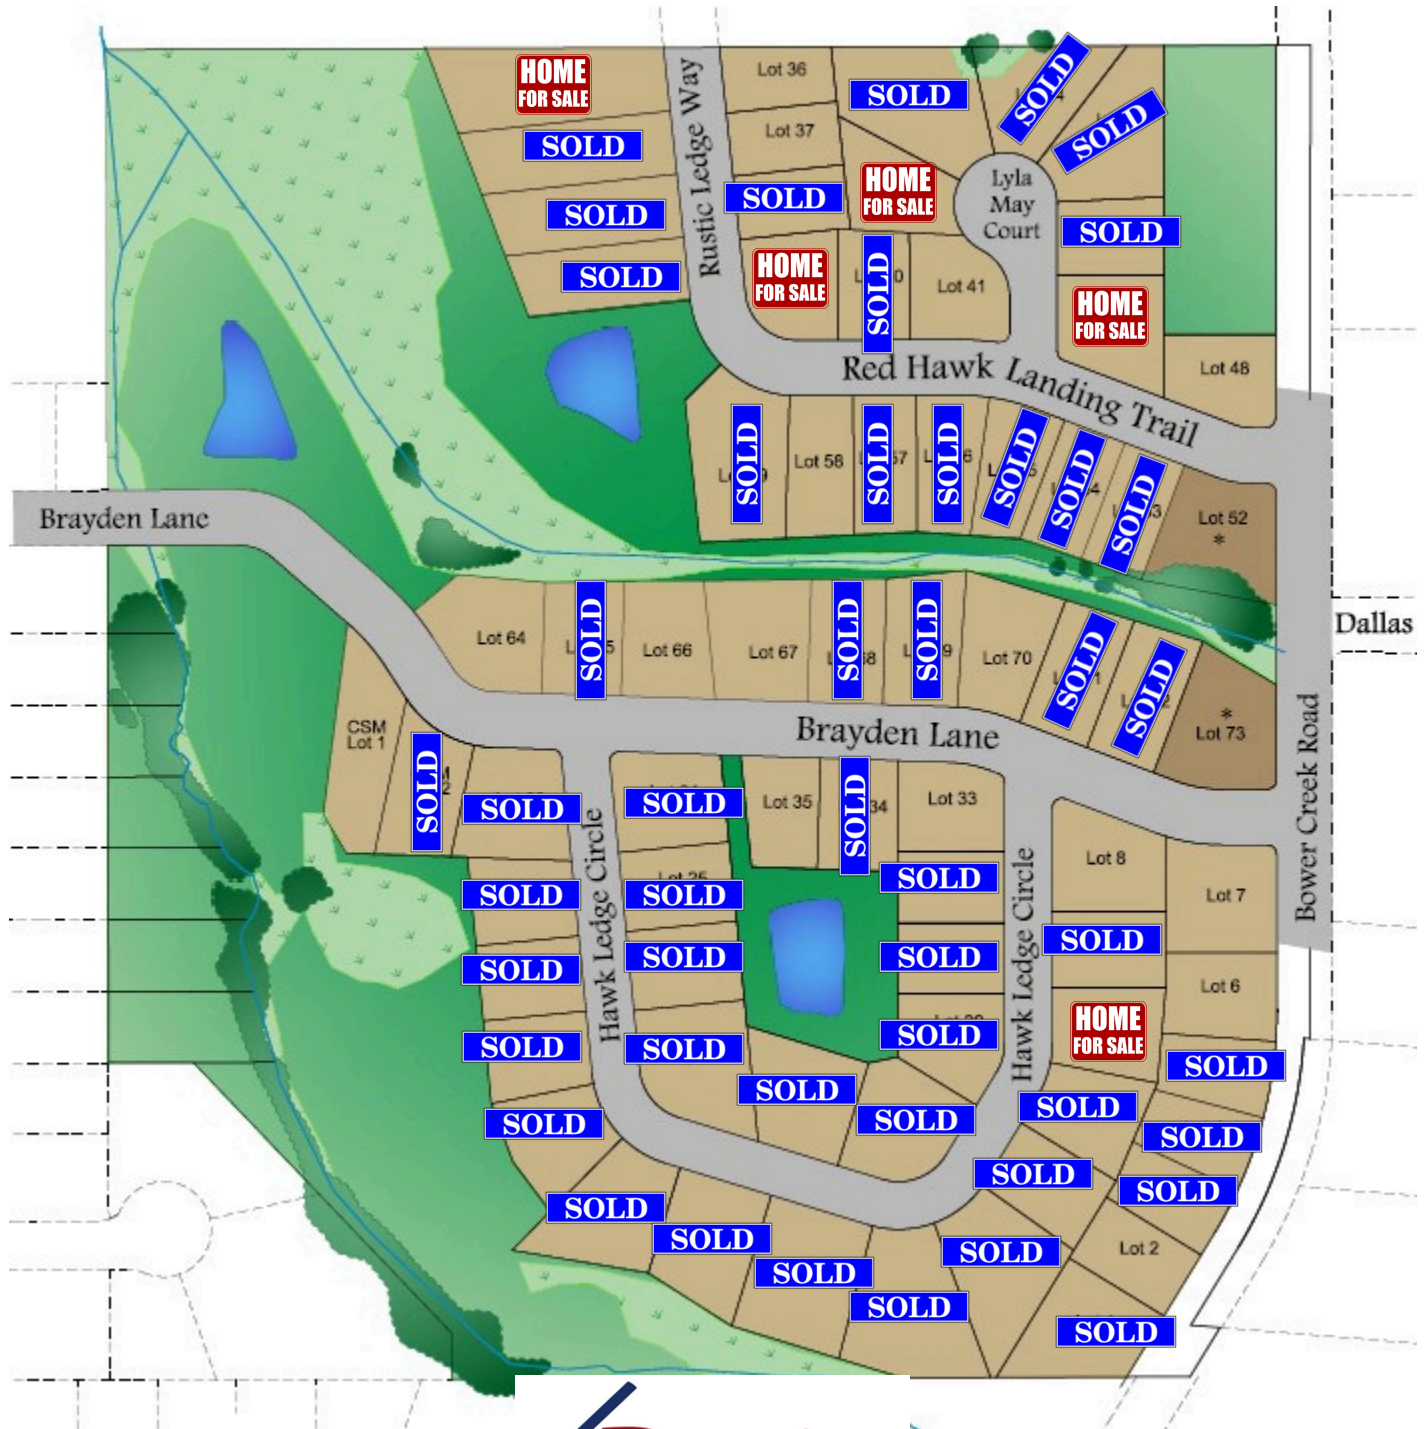 HOME
FOR SALE
SOLD
SOLD
SOLD
Rustic Ledge Way
Lot 36
Lot 37
SOLD
HOME
FOR SALE
SOLD
HOME
FOR SALE
SOLD
Lot 41
SOLD
SOLD
Lyla
May
Court
SOLD
HOME
FOR SALE
Lot 48
Red Hawk Landing Trail
SOLD
Lot 58
SOLD
SOLD
SOLD
SOLD
SOLD
Lot 52
*
Brayden Lane
Lot 64
SOLD
Lot 66
Lot 67
SOLD
SOLD
Lot 70
SOLD
SOLD
*
Lot 73
Dallas
Bower Creek Road
CSM
Lot 1
SOLD
Brayden Lane
SOLD
SOLD
Lot 35
SOLD
34
Lot 33
Lot 8
Lot 7
Hawk Ledge Circle
SOLD
SOLD
SOLD
Hawk Ledge Circle
SOLD
SOLD
SOLD
SOLD
SOLD
Lot 6
SOLD
SOLD
SOLD
HOME
FOR SALE
SOLD
SOLD
SOLD
SOLD
SOLD
SOLD
SOLD
SOLD
SOLD
SOLD
SOLD
Lot 2
SOLD
SOLD
SOLD
SOLD